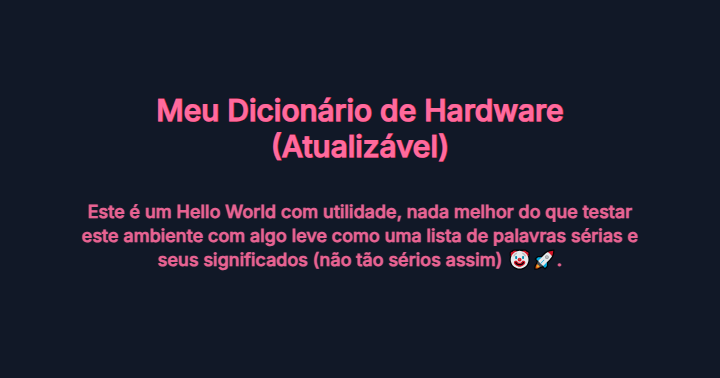 Meu Dicionário de Hardware
(Atualizável)
Este é um Hello World com utilidade, nada melhor do que testar
este ambiente com algo leve como uma lista de palavras sérias e
seus significados (não tão sérios assim) 🤡 🚀.